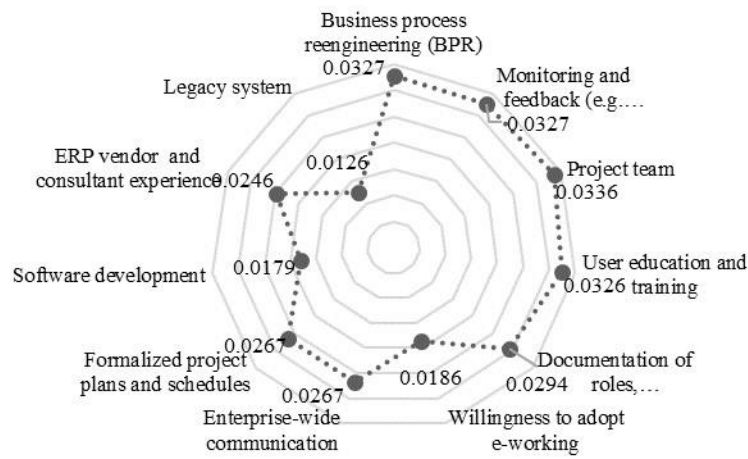 Business process
reengineering (BPR)
0.0327
Monitoring and
feedback (e.g.…
0.0327
Project team
0.0336
User education and
training
0.0326
Documentation of
roles,…
0.0294
Willingness to adopt
e-working
0.0186
Enterprise-wide
communication
0.0267
Formalized project
plans and schedules
0.0267
Software development
0.0179
ERP vendor and
consultant experience
0.0246
Legacy system
0.0126